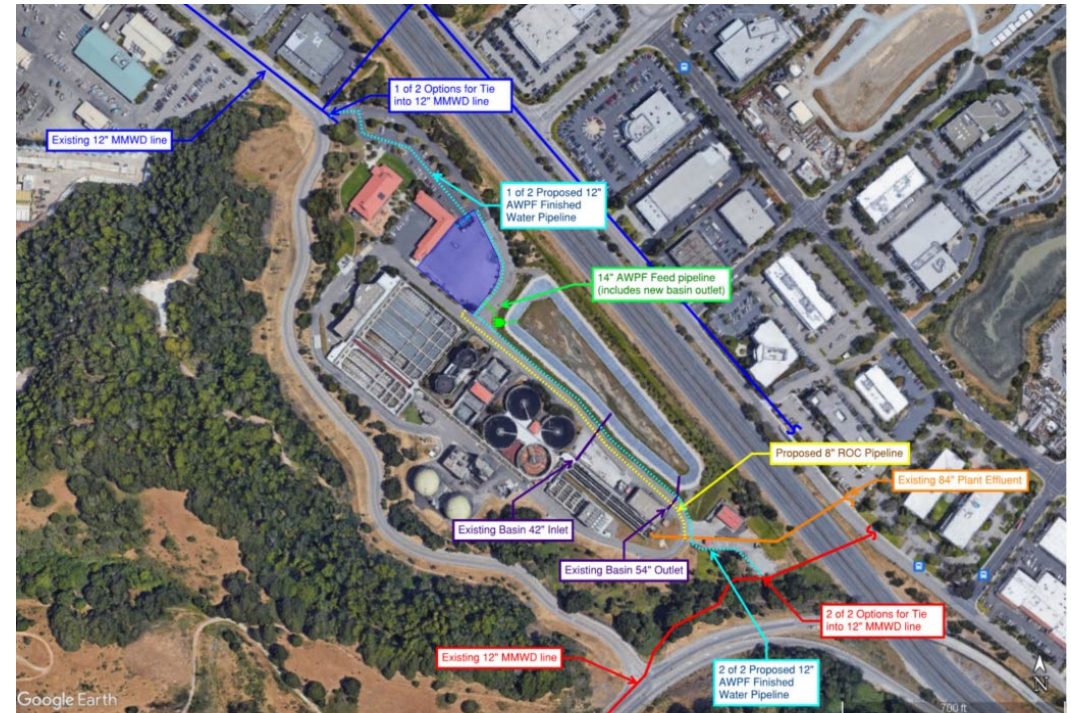 1 of 2 Options for Tie
into 12" MMWD line
Existing 12" MMWD line
1 of 2 Proposed 12"
AWPF Finished
Water Pipeline
14" AWPF Feed pipeline
(includes new basin outlet)
Proposed 8" ROC Pipeline
Existing 84" Plant Effluent
Existing Basin 42" Inlet
Existing Basin 54" Outlet
2 of 2 Options for Tie
into 12" MMWD line
Existing 12" MMWD line
2 of 2 Proposed 12"
AWPF Finished
Water Pipeline
N
Google Earth
700 ft